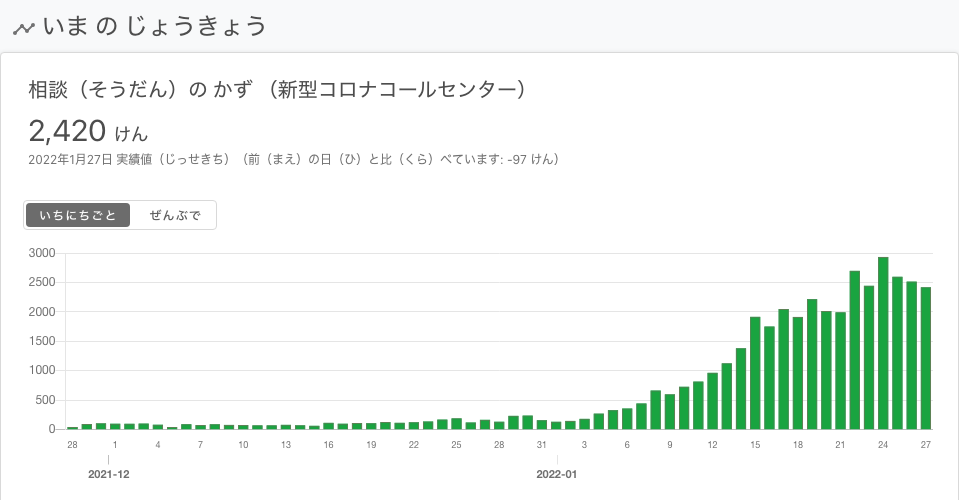 いま の じょうきょう
相談（そうだん）の かず （新型コロナコールセンター）
2,420 けん
2022年1月27日 実績値（じっせきち）（前（まえ）の日（ひ）と比（くら）べています: -97 けん）
いちにちごと ぜんぶで
3000
2500
2000
1500
1000
500
0
28 1 4 7 10 13 16 19 22 25 28 31 3 6 9 12 15 18 21 24 27
2021-12 2022-01